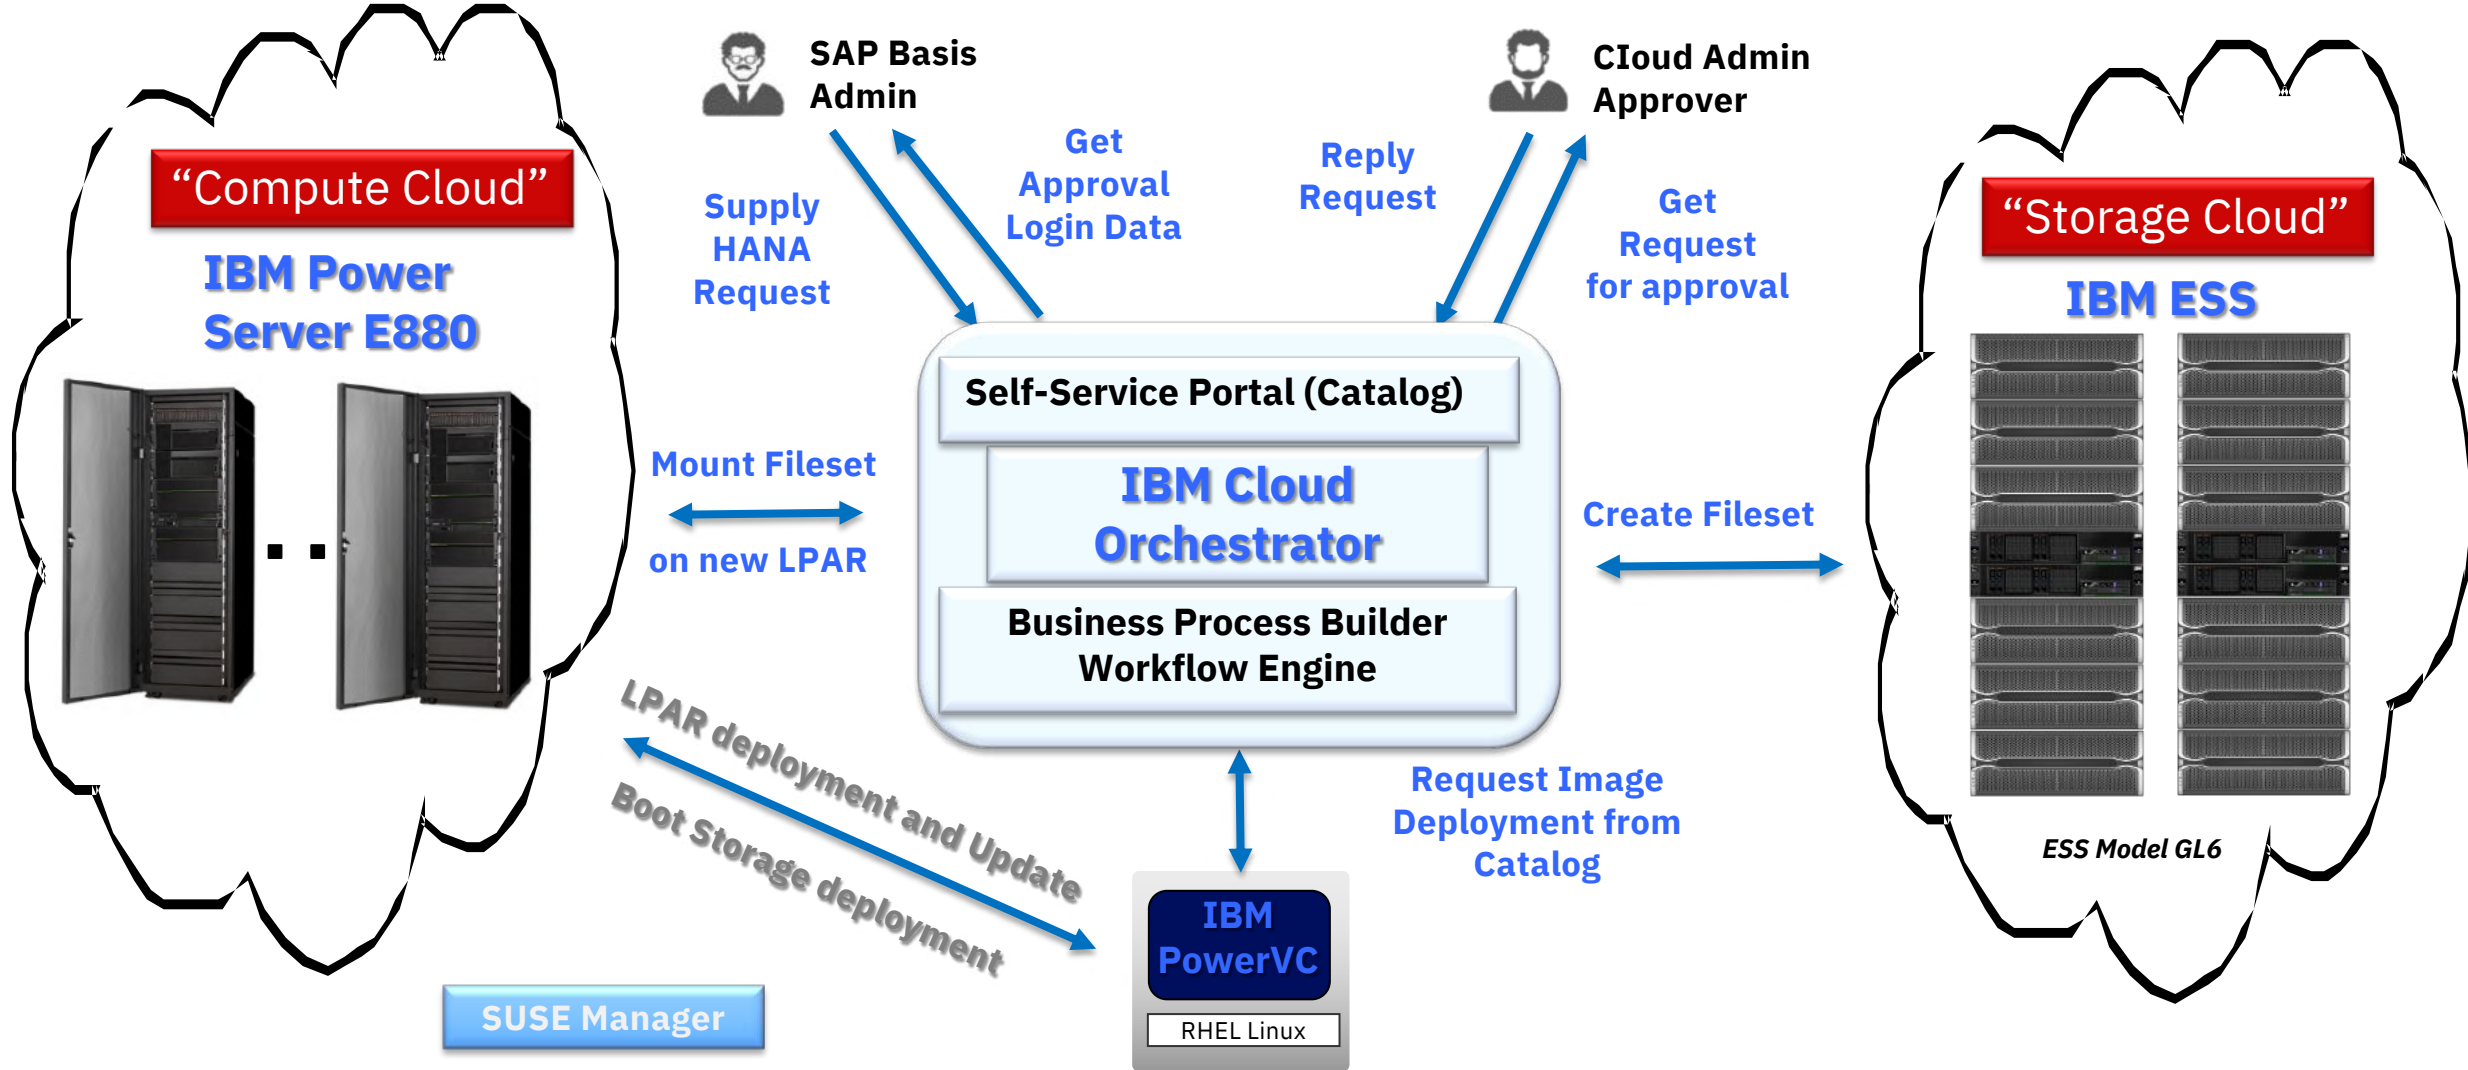 SAP Basis
Admin
CIoud Admin
Approver
“Compute Cloud”
IBM Power
Server E880
Supply
HANA
Request
Get
Approval
Login Data
Reply
Request
Get
Request
for approval
“Storage Cloud”
IBM ESS
Self-Service Portal (Catalog)
IBM Cloud
Orchestrator
Business Process Builder
Workflow Engine
Mount Fileset
on new LPAR
Create Fileset
LPAR deployment and Update
Boot Storage deployment
Request Image
Deployment from
Catalog
ESS Model GL6
IBM
PowerVC
RHEL Linux
SUSE Manager